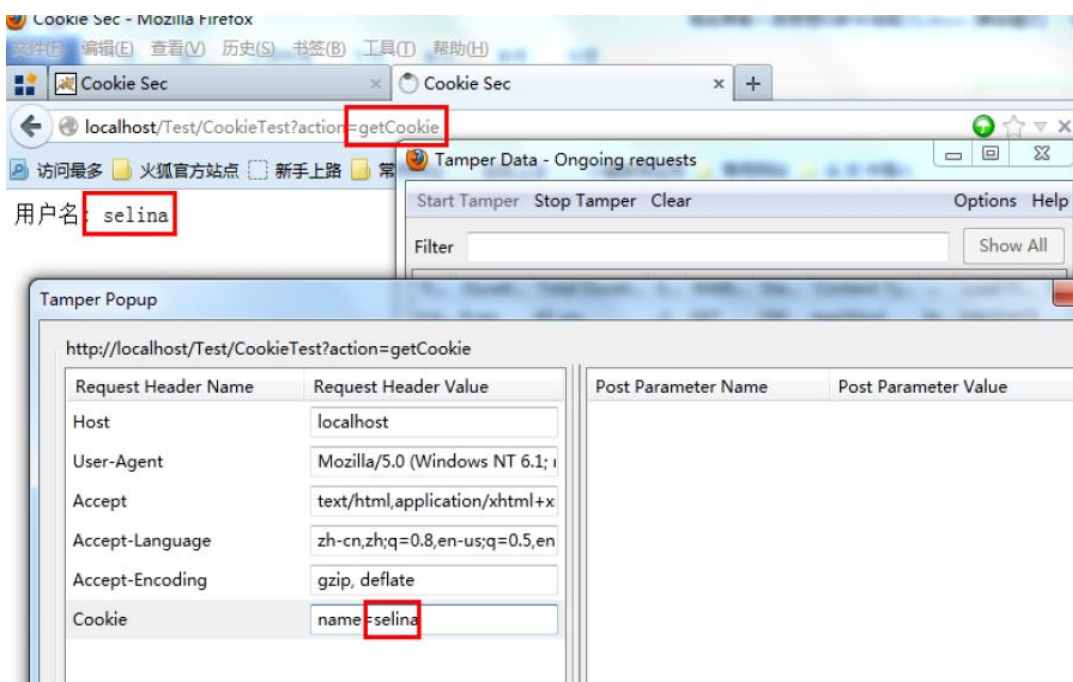 Cookie Sec - Mozilla Firefox
文件(F) 编辑(E) 查看(V) 历史(S) 书签(B) 工具(T) 帮助(H)
Cookie Sec × Cookie Sec × +
localhost/Test/CookieTest?action=getCookie
访问最多 火狐官方站点 新手上路 常
Tamper Data - Ongoing requests
Start Tamper Stop Tamper Clear Options Help
用户名: selina
Filter Show All
Tamper Popup
http://localhost/Test/CookieTest?action=getCookie
Request Header Name Request Header Value Post Parameter Name Post Parameter Value
Host localhost
User-Agent Mozilla/5.0 (Windows NT 6.1;
Accept text/html,application/xhtml+x
Accept-Language zh-cn,zh;q=0.8,en-us;q=0.5,en
Accept-Encoding gzip, deflate
Cookie name=selina